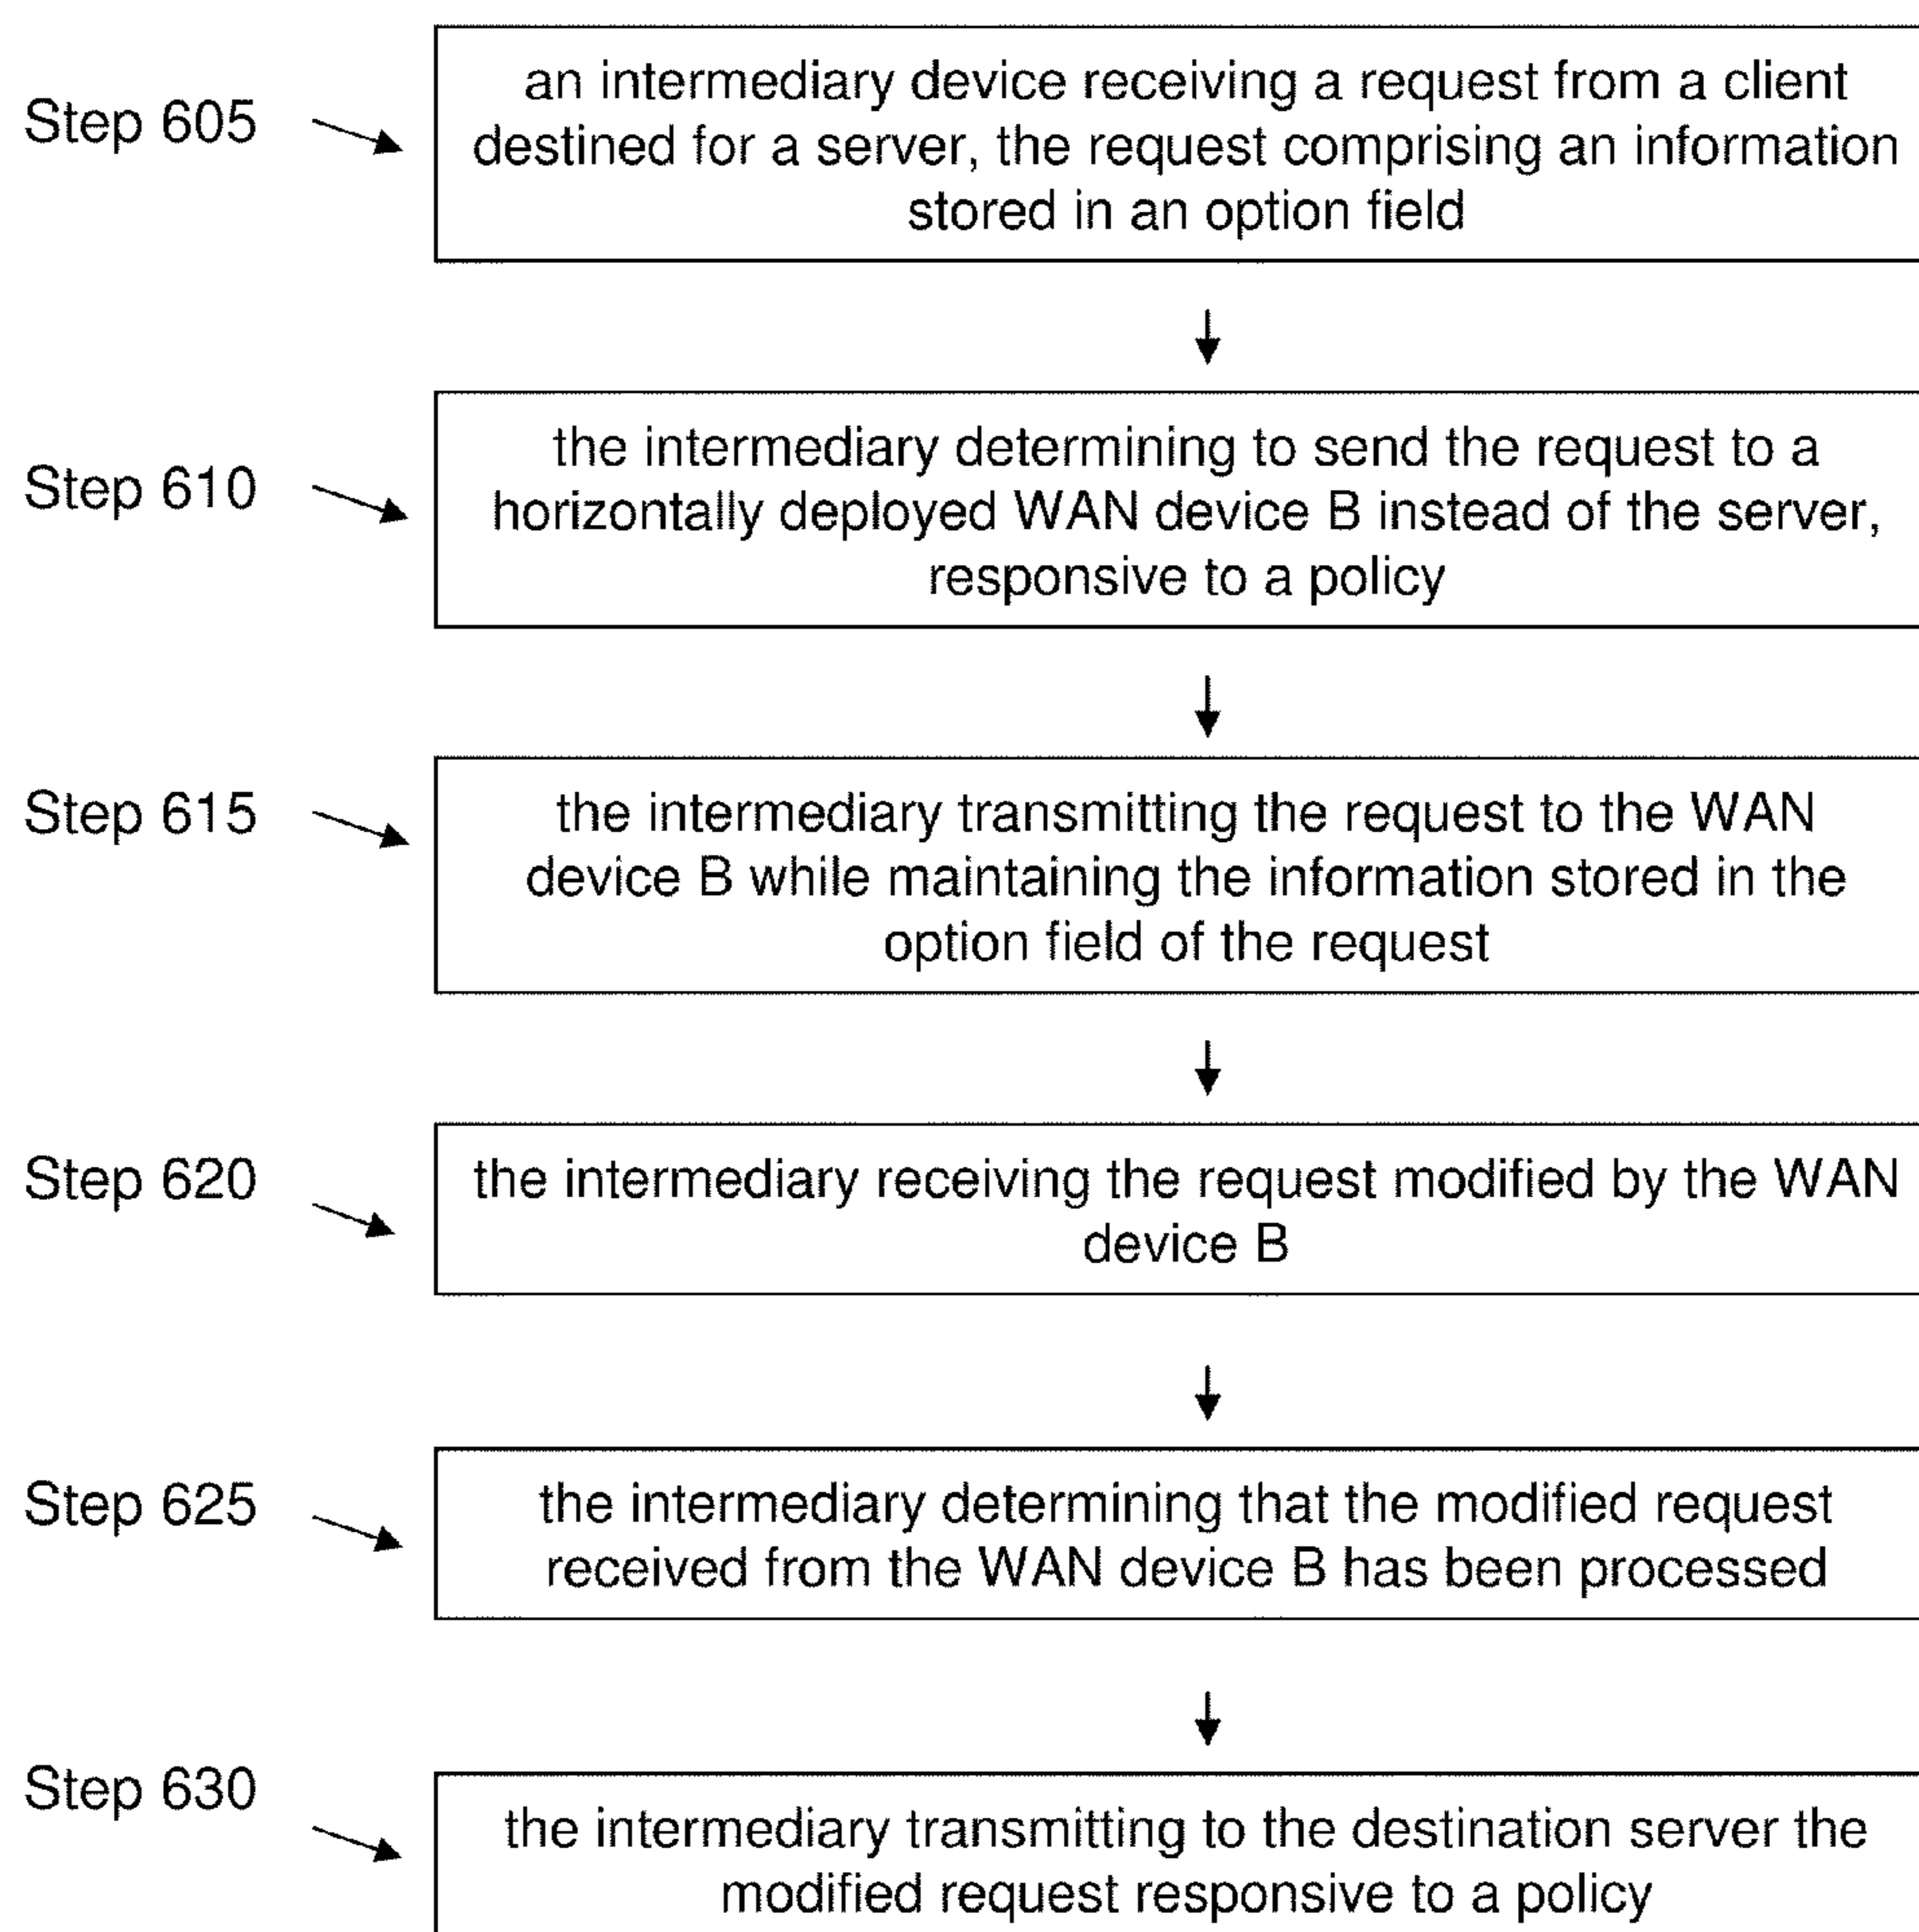 Step 605
an intermediary device receiving a request from a client
destined for a server, the request comprising an information
stored in an option field
Step 610
the intermediary determining to send the request to a
horizontally deployed WAN device B instead of the server,
responsive to a policy
Step 615
the intermediary transmitting the request to the WAN
device B while maintaining the information stored in the
option field of the request
Step 620
the intermediary receiving the request modified by the WAN
device B
Step 625
the intermediary determining that the modified request
received from the WAN device B has been processed
Step 630
the intermediary transmitting to the destination server the
modified request responsive to a policy